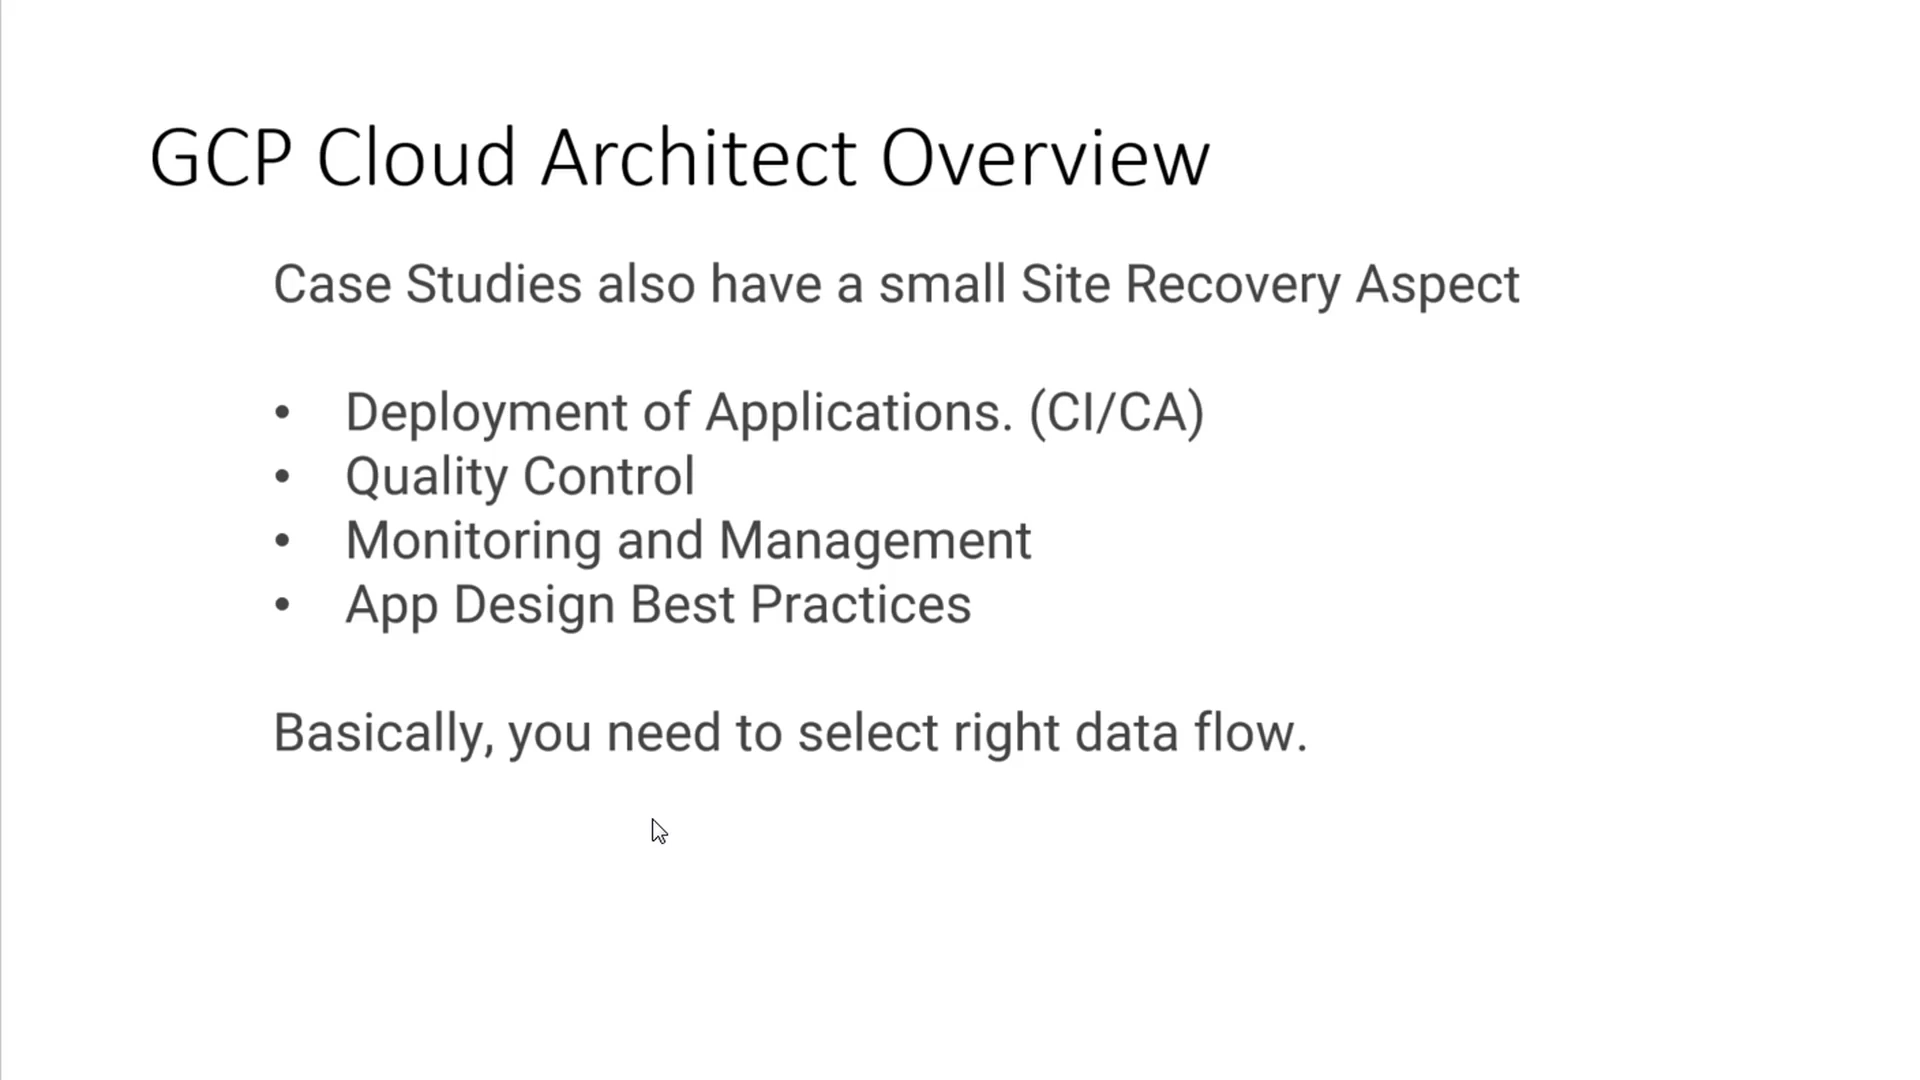 GCP Cloud Architect Overview
Case Studies also have a small Site Recovery Aspect
• Deployment of Applications. (CI/CA)
• Quality Control
• Monitoring and Management
• App Design Best Practices
Basically, you need to select right data flow.